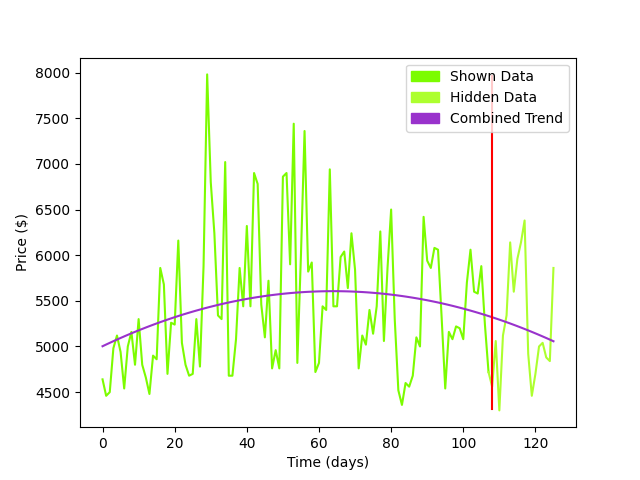 Shown Data
Hidden Data
Combined Trend
8000
7500
7000
6500
6000
5500
5000
4500
Price ($)
0 20 40 60 80 100 120
Time (days)